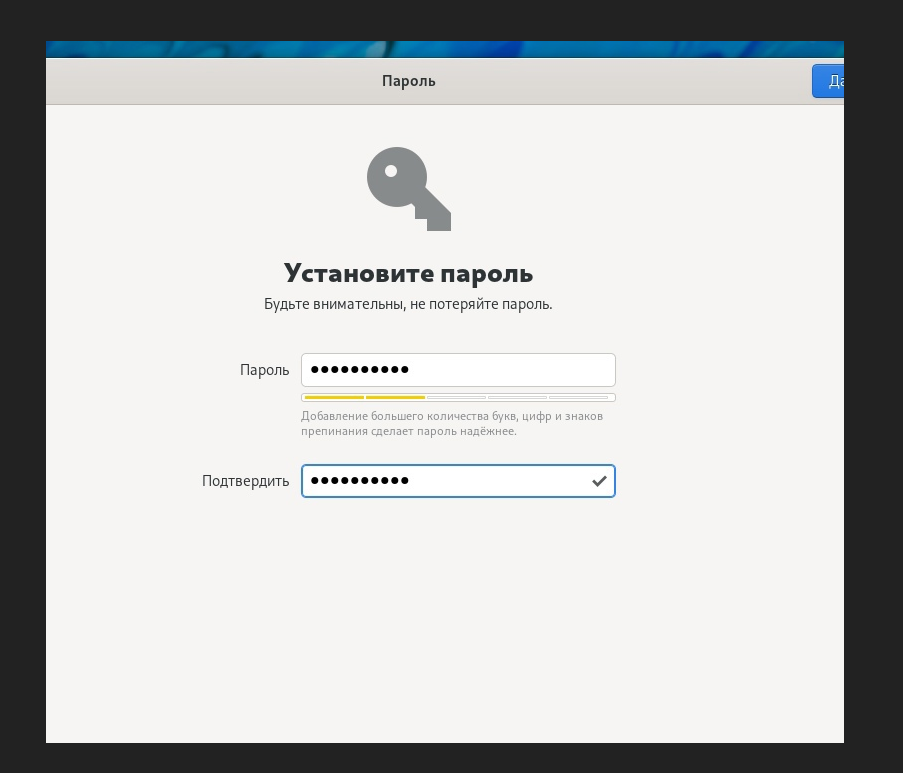 Пароль
Установите пароль
Будьте внимательны, не потеряйте пароль.
Пароль ●●●●●●●●●●
Добавление большего количества букв, цифр и знаков
препинания сделает пароль надёжнее.
Подтвердить ●●●●●●●●●●